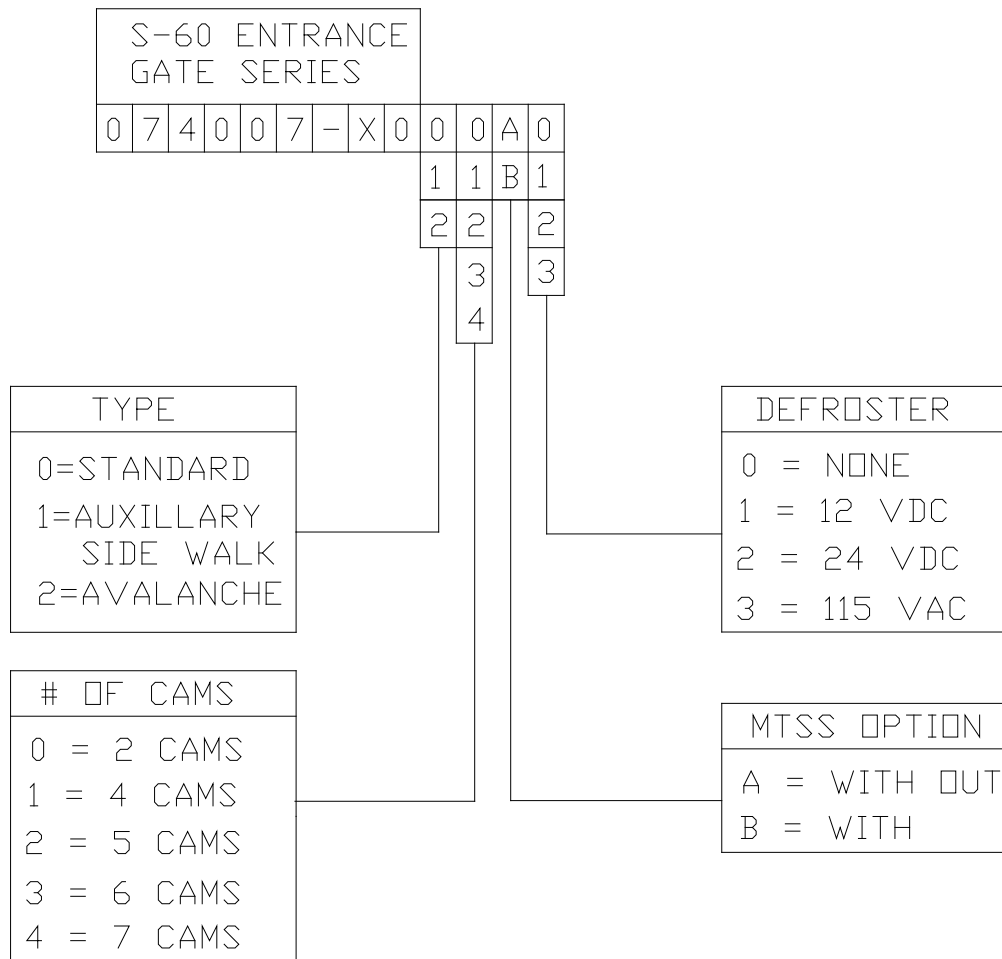 S-60 ENTRANCE
GATE SERIES
074007-X000A0
11B1
222
33
4
TYPE
0=STANDARD
1=AUXILLARY
SIDE WALK
2=AVALANCHE
DEFROSTER
0 = NONE
1 = 12 VDC
2 = 24 VDC
3 = 115 VAC
# OF CAMS
0 = 2 CAMS
1 = 4 CAMS
2 = 5 CAMS
3 = 6 CAMS
4 = 7 CAMS
MTSS OPTION
A = WITH OUT
B = WITH